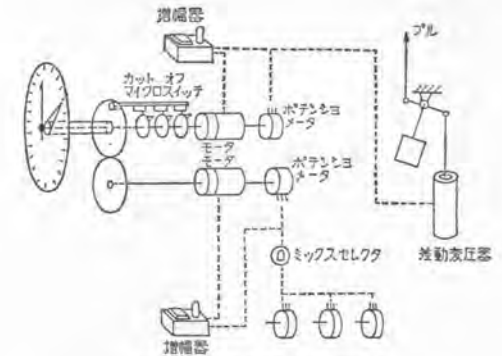 増幅器
プル
カット オフ
マイクロスイッチ
ポテンショ
メータ
モータ
モータ
ポテンショ
メータ
ミックスセレクタ
差動変圧器
増幅器